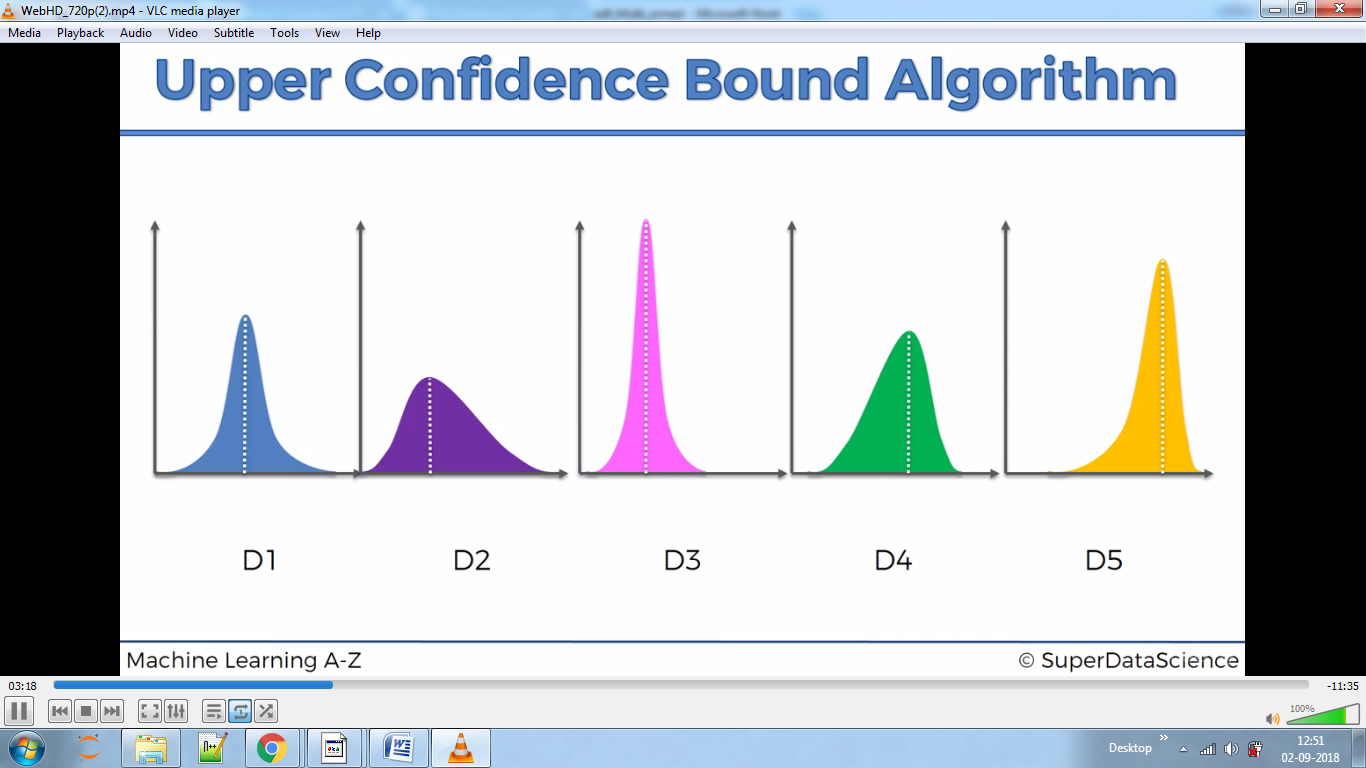 WebHD_720p(2).mp4 - VLC media player
Media Playback Audio Video Subtitle Tools View Help
Upper Confidence Bound Algorithm
D1 D2 D3 D4 D5
Machine Learning A-Z © SuperDataScience
03:18 -11:35
100%
Desktop 12:51
02-09-2018